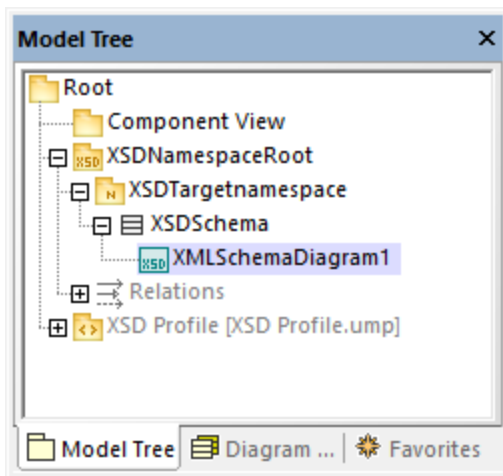 Model Tree
Root
Component View
XSD XSDNamespaceRoot
N XSDTargetnamespace
XSDSchema
XSD XMLSchemaDiagram1
Relations
XSD Profile [XSD Profile.ump]
Model Tree Diagram ... Favorites